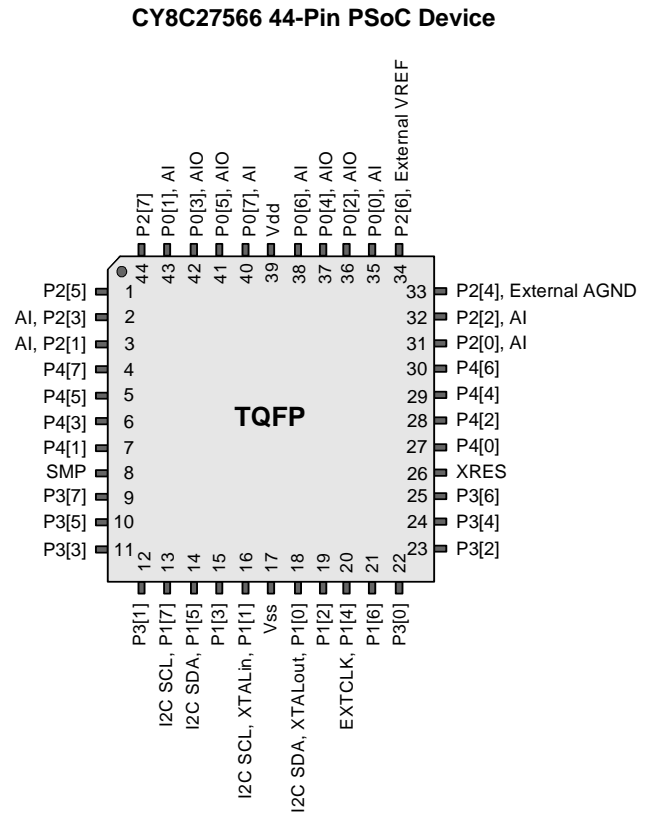 CY8C27566 44-Pin PSoC Device
P2[7]
P0[1], AI
P0[3], AIO
P0[5], AIO
P0[7], AI
Vdd
P0[6], AI
P0[4], AIO
P0[2], AIO
P0[0], AI
P2[6], External VREF
44
43
42
41
40
39
38
37
36
35
34
P2[5] 1
AI, P2[3] 2
AI, P2[1] 3
P4[7] 4
P4[5] 5
P4[3] 6
P4[1] 7
SMP 8
P3[7] 9
P3[5] 10
P3[3] 11
TQFP
33 P2[4], External AGND
32 P2[2], AI
31 P2[0], AI
30 P4[6]
29 P4[4]
28 P4[2]
27 P4[0]
26 XRES
25 P3[6]
24 P3[4]
23 P3[2]
12
13
14
15
16
17
18
19
20
21
22
P3[1]
I2C SCL, P1[7]
I2C SDA, P1[5]
P1[3]
I2C SCL, XTALin, P1[1]
Vss
I2C SDA, XTALout, P1[0]
P1[2]
EXTCLK, P1[4]
P1[6]
P3[0]